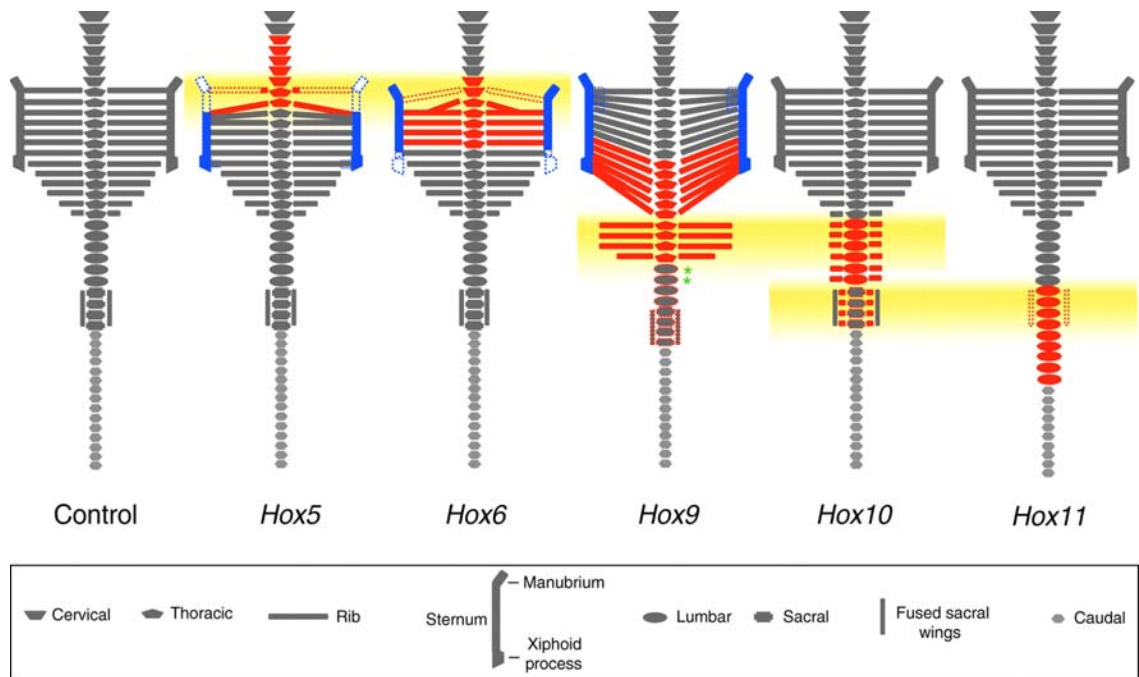 Control Hox5 Hox6 Hox9 Hox10 Hox11
* 
*
Cervical Thoracic Rib Sternum Manubrium Xiphoid process Lumbar Sacral Fused sacral wings Caudal